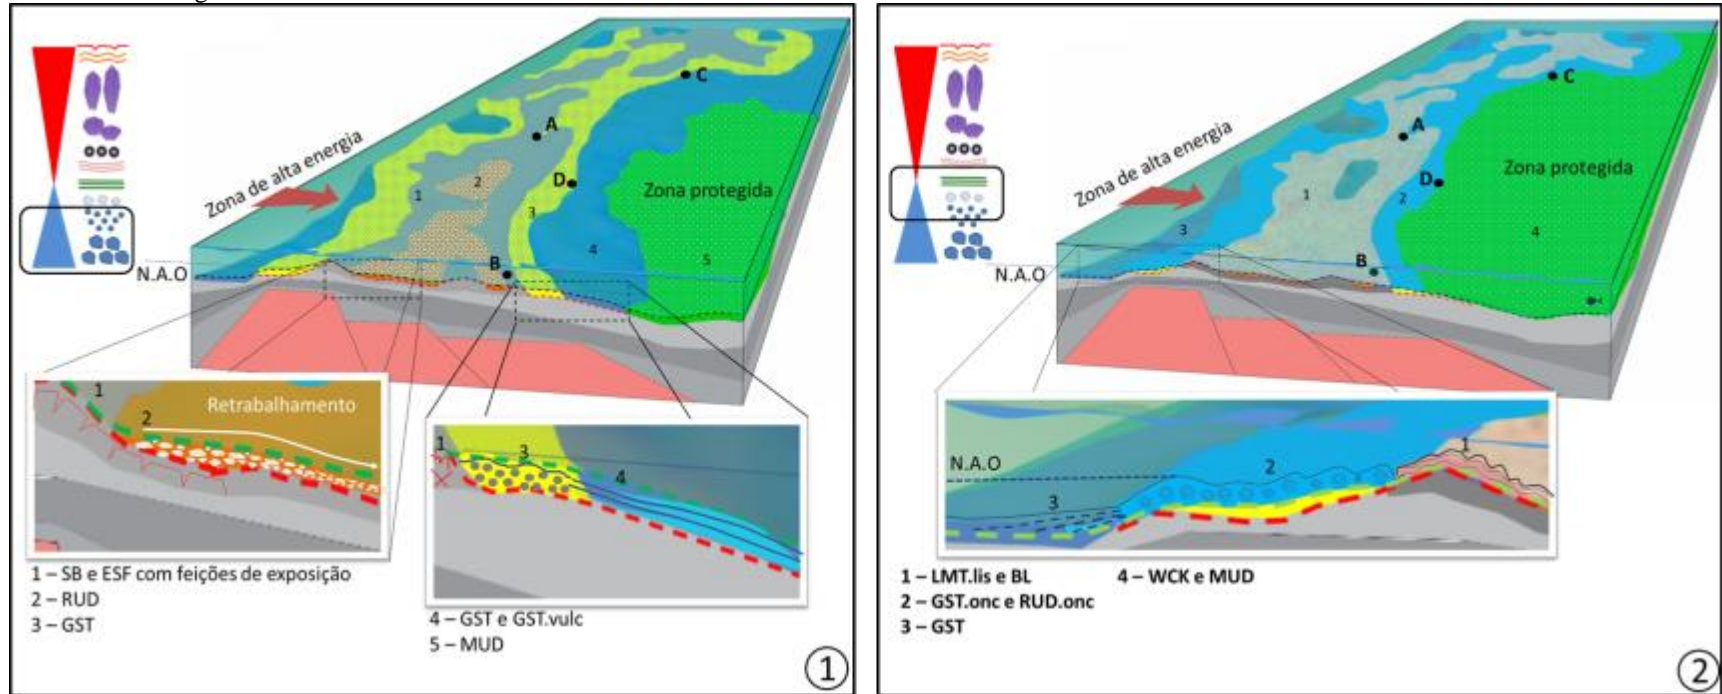 Zona de alta energia
C
A
D
B
Zona protegida
1
2
3
4
5
N.A.O
1
2
Retrabalhamento
1
3
4
1 – SB e ESF com feições de exposição
2 – RUD
3 – GST
4 – GST e GST.vulc
5 – MUD
1
Zona de alta energia
C
A
D
B
Zona protegida
1
2
3
4
N.A.O
N.A.O
1
2
3
1 – LMT.lis e BL
2 – GST.onc e RUD.onc
3 – GST
4 – WCK e MUD
2